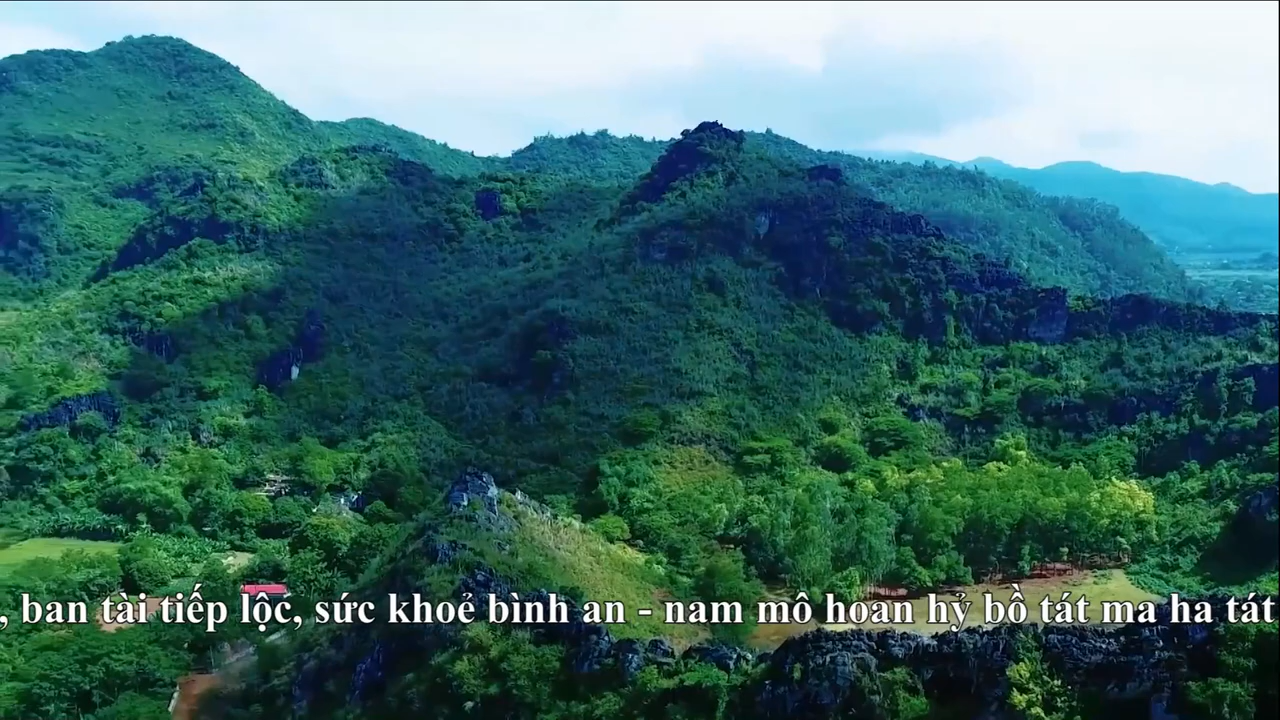 , ban tài tiếp lộc, sức khoẻ bình an - nam mô hoan hỷ bồ tát ma ha tát